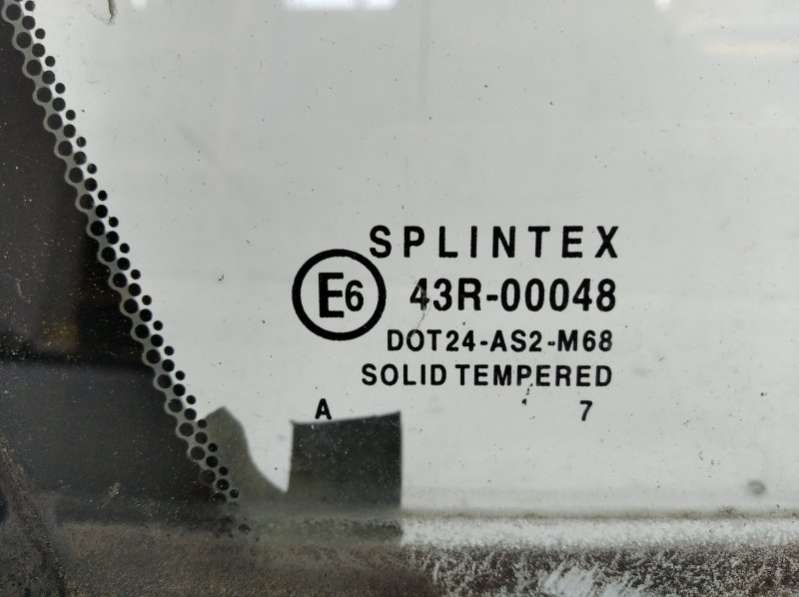 SPLINTEX
E6 43R-00048
DOT24-AS2-M68
SOLID TEMPERED
A 7